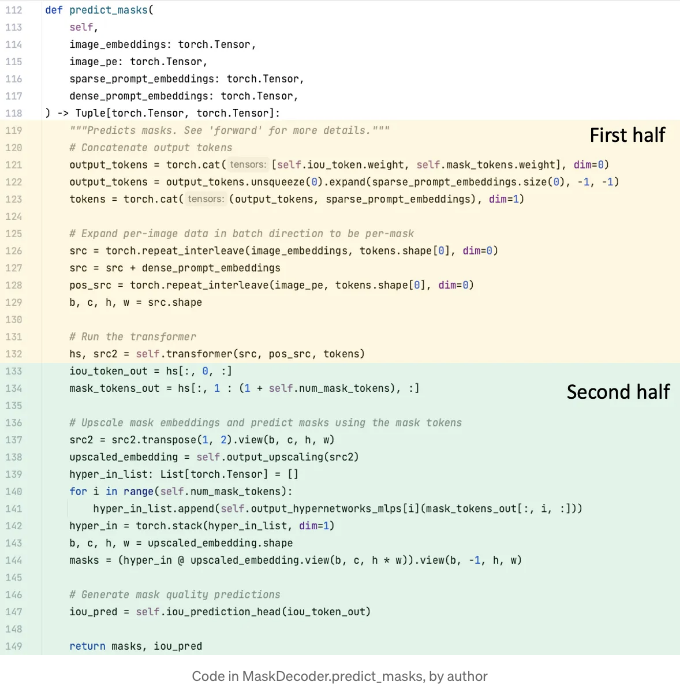 112 def predict_masks(
113     self,
114     image_embeddings: torch.Tensor,
115     image_pe: torch.Tensor,
116     sparse_prompt_embeddings: torch.Tensor,
117     dense_prompt_embeddings: torch.Tensor,
118 ) -> Tuple[torch.Tensor, torch.Tensor]:
119     """Predicts masks. See 'forward' for more details."""
First half
120     # Concatenate output tokens
121     output_tokens = torch.cat( tensors: [self.iou_token.weight, self.mask_tokens.weight], dim=0)
122     output_tokens = output_tokens.unsqueeze(0).expand(sparse_prompt_embeddings.size(0), -1, -1)
123     tokens = torch.cat( tensors: (output_tokens, sparse_prompt_embeddings), dim=1)
124
125     # Expand per-image data in batch direction to be per-mask
126     src = torch.repeat_interleave(image_embeddings, tokens.shape[0], dim=0)
127     src = src + dense_prompt_embeddings
128     pos_src = torch.repeat_interleave(image_pe, tokens.shape[0], dim=0)
129     b, c, h, w = src.shape
130
131     # Run the transformer
132     hs, src2 = self.transformer(src, pos_src, tokens)
133     iou_token_out = hs[:, 0, :]
134     mask_tokens_out = hs[:, 1 : (1 + self.num_mask_tokens), :]
Second half
135
136     # Upscale mask embeddings and predict masks using the mask tokens
137     src2 = src2.transpose(1, 2).view(b, c, h, w)
138     upscaled_embedding = self.output_upscaling(src2)
139     hyper_in_list: List[torch.Tensor] = []
140     for i in range(self.num_mask_tokens):
141         hyper_in_list.append(self.output_hypernetworks_mlps[i](mask_tokens_out[:, i, :]))
142     hyper_in = torch.stack(hyper_in_list, dim=1)
143     b, c, h, w = upscaled_embedding.shape
144     masks = (hyper_in @ upscaled_embedding.view(b, c, h * w)).view(b, -1, h, w)
145
146     # Generate mask quality predictions
147     iou_pred = self.iou_prediction_head(iou_token_out)
148
149     return masks, iou_pred
Code in MaskDecoder.predict_masks, by author